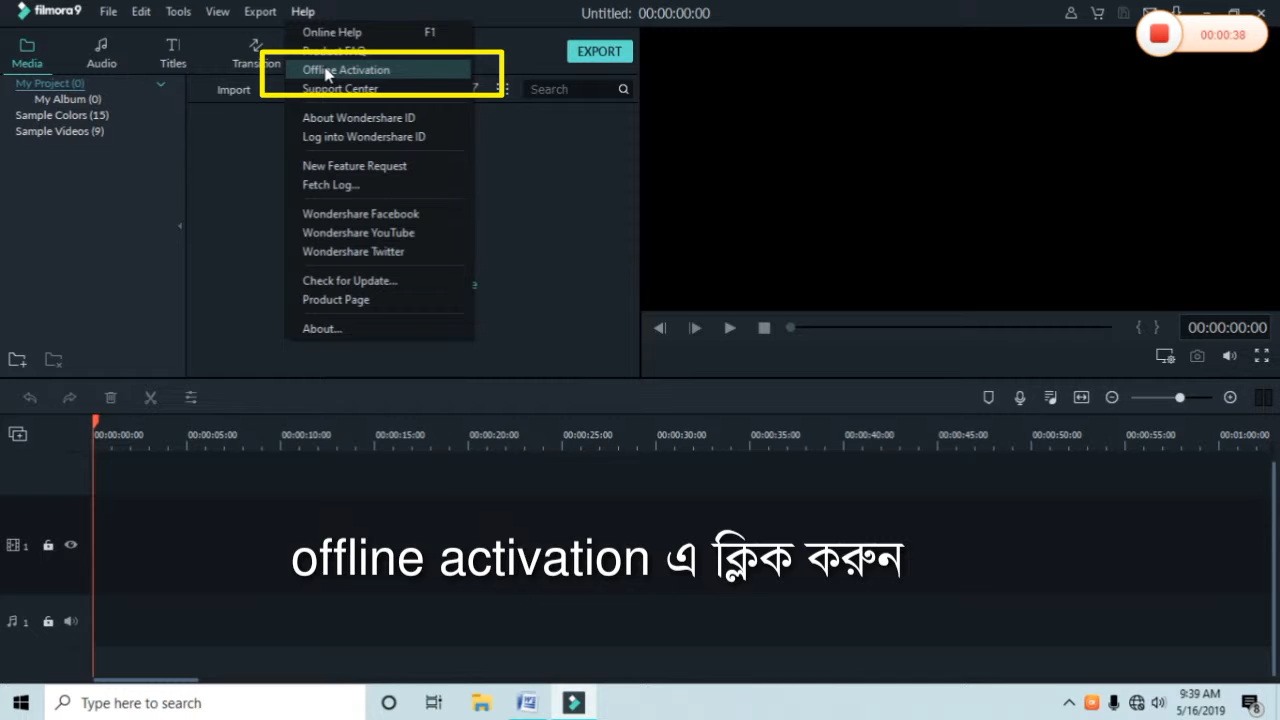 filmora9 File Edit Tools View Export Help Untitled: 00:00:00:00
Online Help F1
Product FAQ
Offline Activation
Support Center
About Wondershare ID
Log into Wondershare ID
New Feature Request
Fetch Log...
Wondershare Facebook
Wondershare YouTube
Wondershare Twitter
Check for Update...
Product Page
About...
Media Audio Titles Transition EXPORT 00:00:38
My Project (0) Import Search
My Album (0)
Sample Colors (15)
Sample Videos (9)
00:00:00:00
00:00:00:00 00:00:05:00 00:00:10:00 00:00:15:00 00:00:20:00 00:00:25:00 00:00:30:00 00:00:35:00 00:00:40:00 00:00:45:00 00:00:50:00 00:00:55:00 00:01:00:00
1
offline activation এ ক্লিক করুন
1
Type here to search 9:39 AM
5/16/2019 8